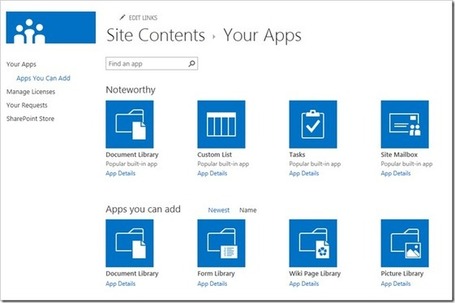 EDIT LINKS
Site Contents › Your Apps
Find an app
Your Apps
Apps You Can Add
Manage Licenses
Your Requests
SharePoint Store
Noteworthy
Document Library Custom List Tasks Site Mailbox
Popular built-in app Popular built-in app Popular built-in app Popular built-in app
App Details App Details App Details App Details
Apps you can add Newest Name
Document Library Form Library Wiki Page Library Picture Library
App Details App Details App Details App Details